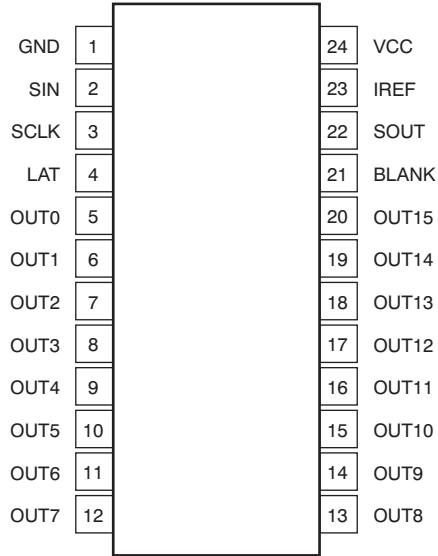 GND 1 24 VCC
SIN 2 23 IREF
SCLK 3 22 SOUT
LAT 4 21 BLANK
OUT0 5 20 OUT15
OUT1 6 19 OUT14
OUT2 7 18 OUT13
OUT3 8 17 OUT12
OUT4 9 16 OUT11
OUT5 10 15 OUT10
OUT6 11 14 OUT9
OUT7 12 13 OUT8